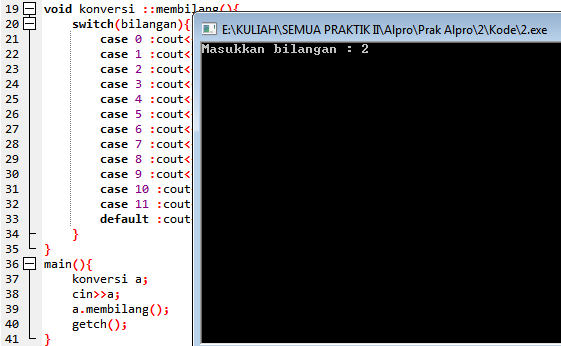 19 void konversi ::membilang(){
20 switch(bilangan){
21 case 0 :cout<
22 case 1 :cout<
23 case 2 :cout<
24 case 3 :cout<
25 case 4 :cout<
26 case 5 :cout<
27 case 6 :cout<
28 case 7 :cout<
29 case 8 :cout<
30 case 9 :cout<
31 case 10 :cout
32 case 11 :cout
33 default :cout
34 }
35 }
36 main(){
37 konversi a;
38 cin>>a;
39 a.membilang();
40 getch();
41 }
E:\KULIAH\SEMUA PRAKTIK II\Alpro\Prak Alpro\2\Kode\2.exe
Masukkan bilangan : 2